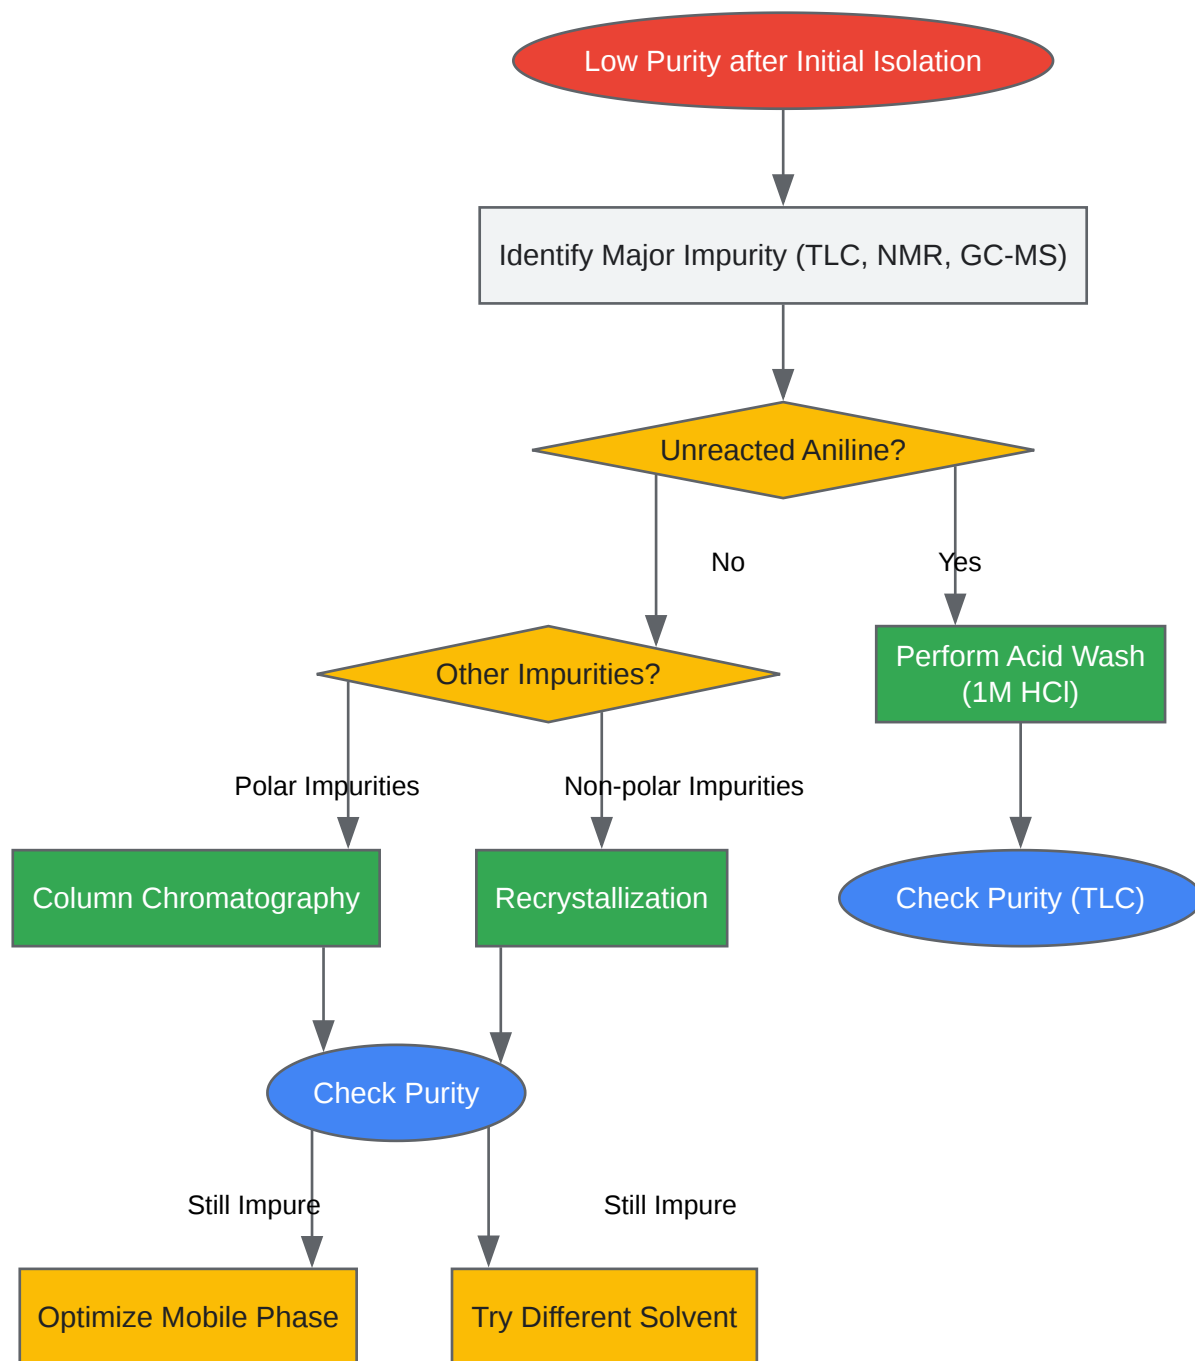 Low Purity after Initial Isolation
Identify Major Impurity (TLC, NMR, GC-MS)
Unreacted Aniline?
No
Yes
Other Impurities?
Perform Acid Wash
(1M HCl)
Polar Impurities
Non-polar Impurities
Column Chromatography
Recrystallization
Check Purity (TLC)
Check Purity
Still Impure
Still Impure
Optimize Mobile Phase
Try Different Solvent